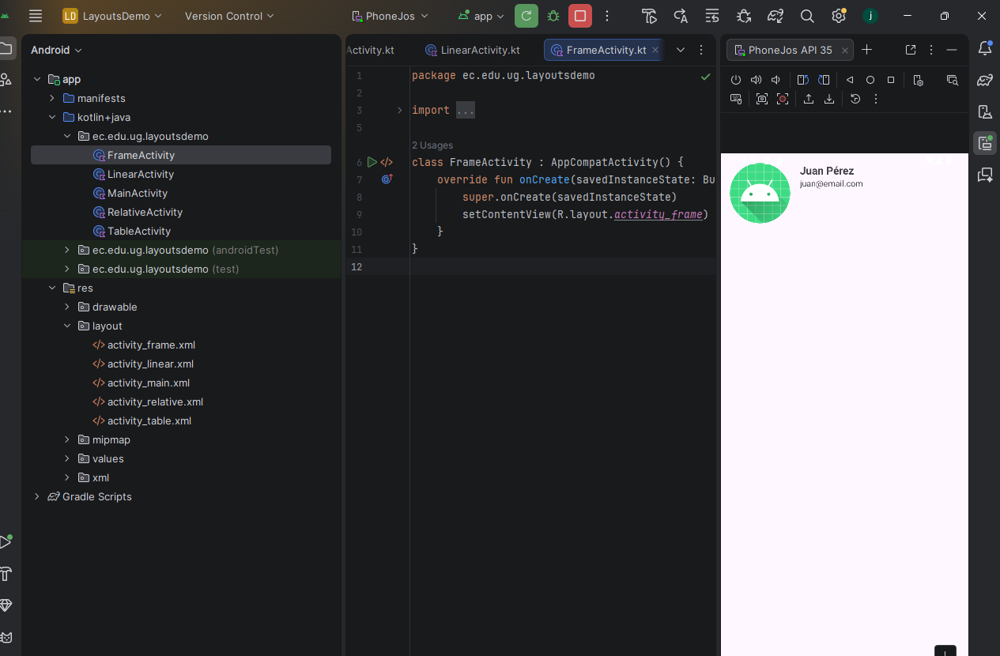 LD LayoutsDemo
Version Control
PhoneJos
app
j
Android
app
manifests
kotlin+java
ec.edu.ug.layoutsdemo
FrameActivity
LinearActivity
MainActivity
RelativeActivity
TableActivity
ec.edu.ug.layoutsdemo (androidTest)
ec.edu.ug.layoutsdemo (test)
res
drawable
layout
activity_frame.xml
activity_linear.xml
activity_main.xml
activity_relative.xml
activity_table.xml
mipmap
values
xml
Gradle Scripts
Activity.kt
LinearActivity.kt
FrameActivity.kt
1 package ec.edu.ug.layoutsdemo
2
3 import ...
5
2 Usages
6 class FrameActivity : AppCompatActivity() {
7 override fun onCreate(savedInstanceState: Bu
8 super.onCreate(savedInstanceState)
9 setContentView(R.layout.activity_frame)
10 }
11 }
12
PhoneJos API 35
Juan Pérez
juan@email.com